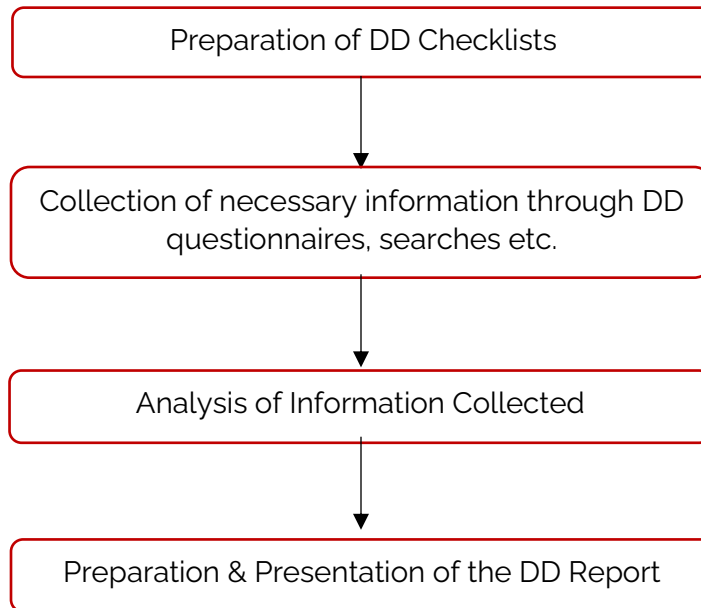 Preparation of DD Checklists
Collection of necessary information through DD
questionnaires, searches etc.
Analysis of Information Collected
Preparation & Presentation of the DD Report